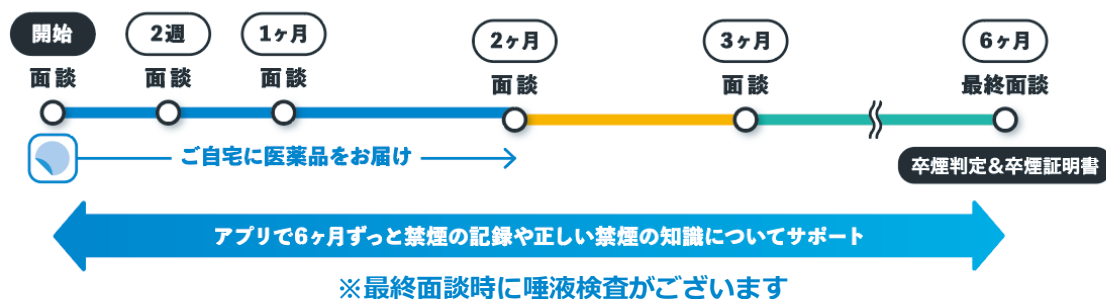 開始
面談
2週
面談
1ヶ月
面談
2ヶ月
面談
3ヶ月
面談
6ヶ月
最終面談
ご自宅に医薬品をお届け
卒煙判定&卒煙証明書
アプリで6ヶ月ずっと禁煙の記録や正しい禁煙の知識についてサポート
※最終面談時に唾液検査がございます